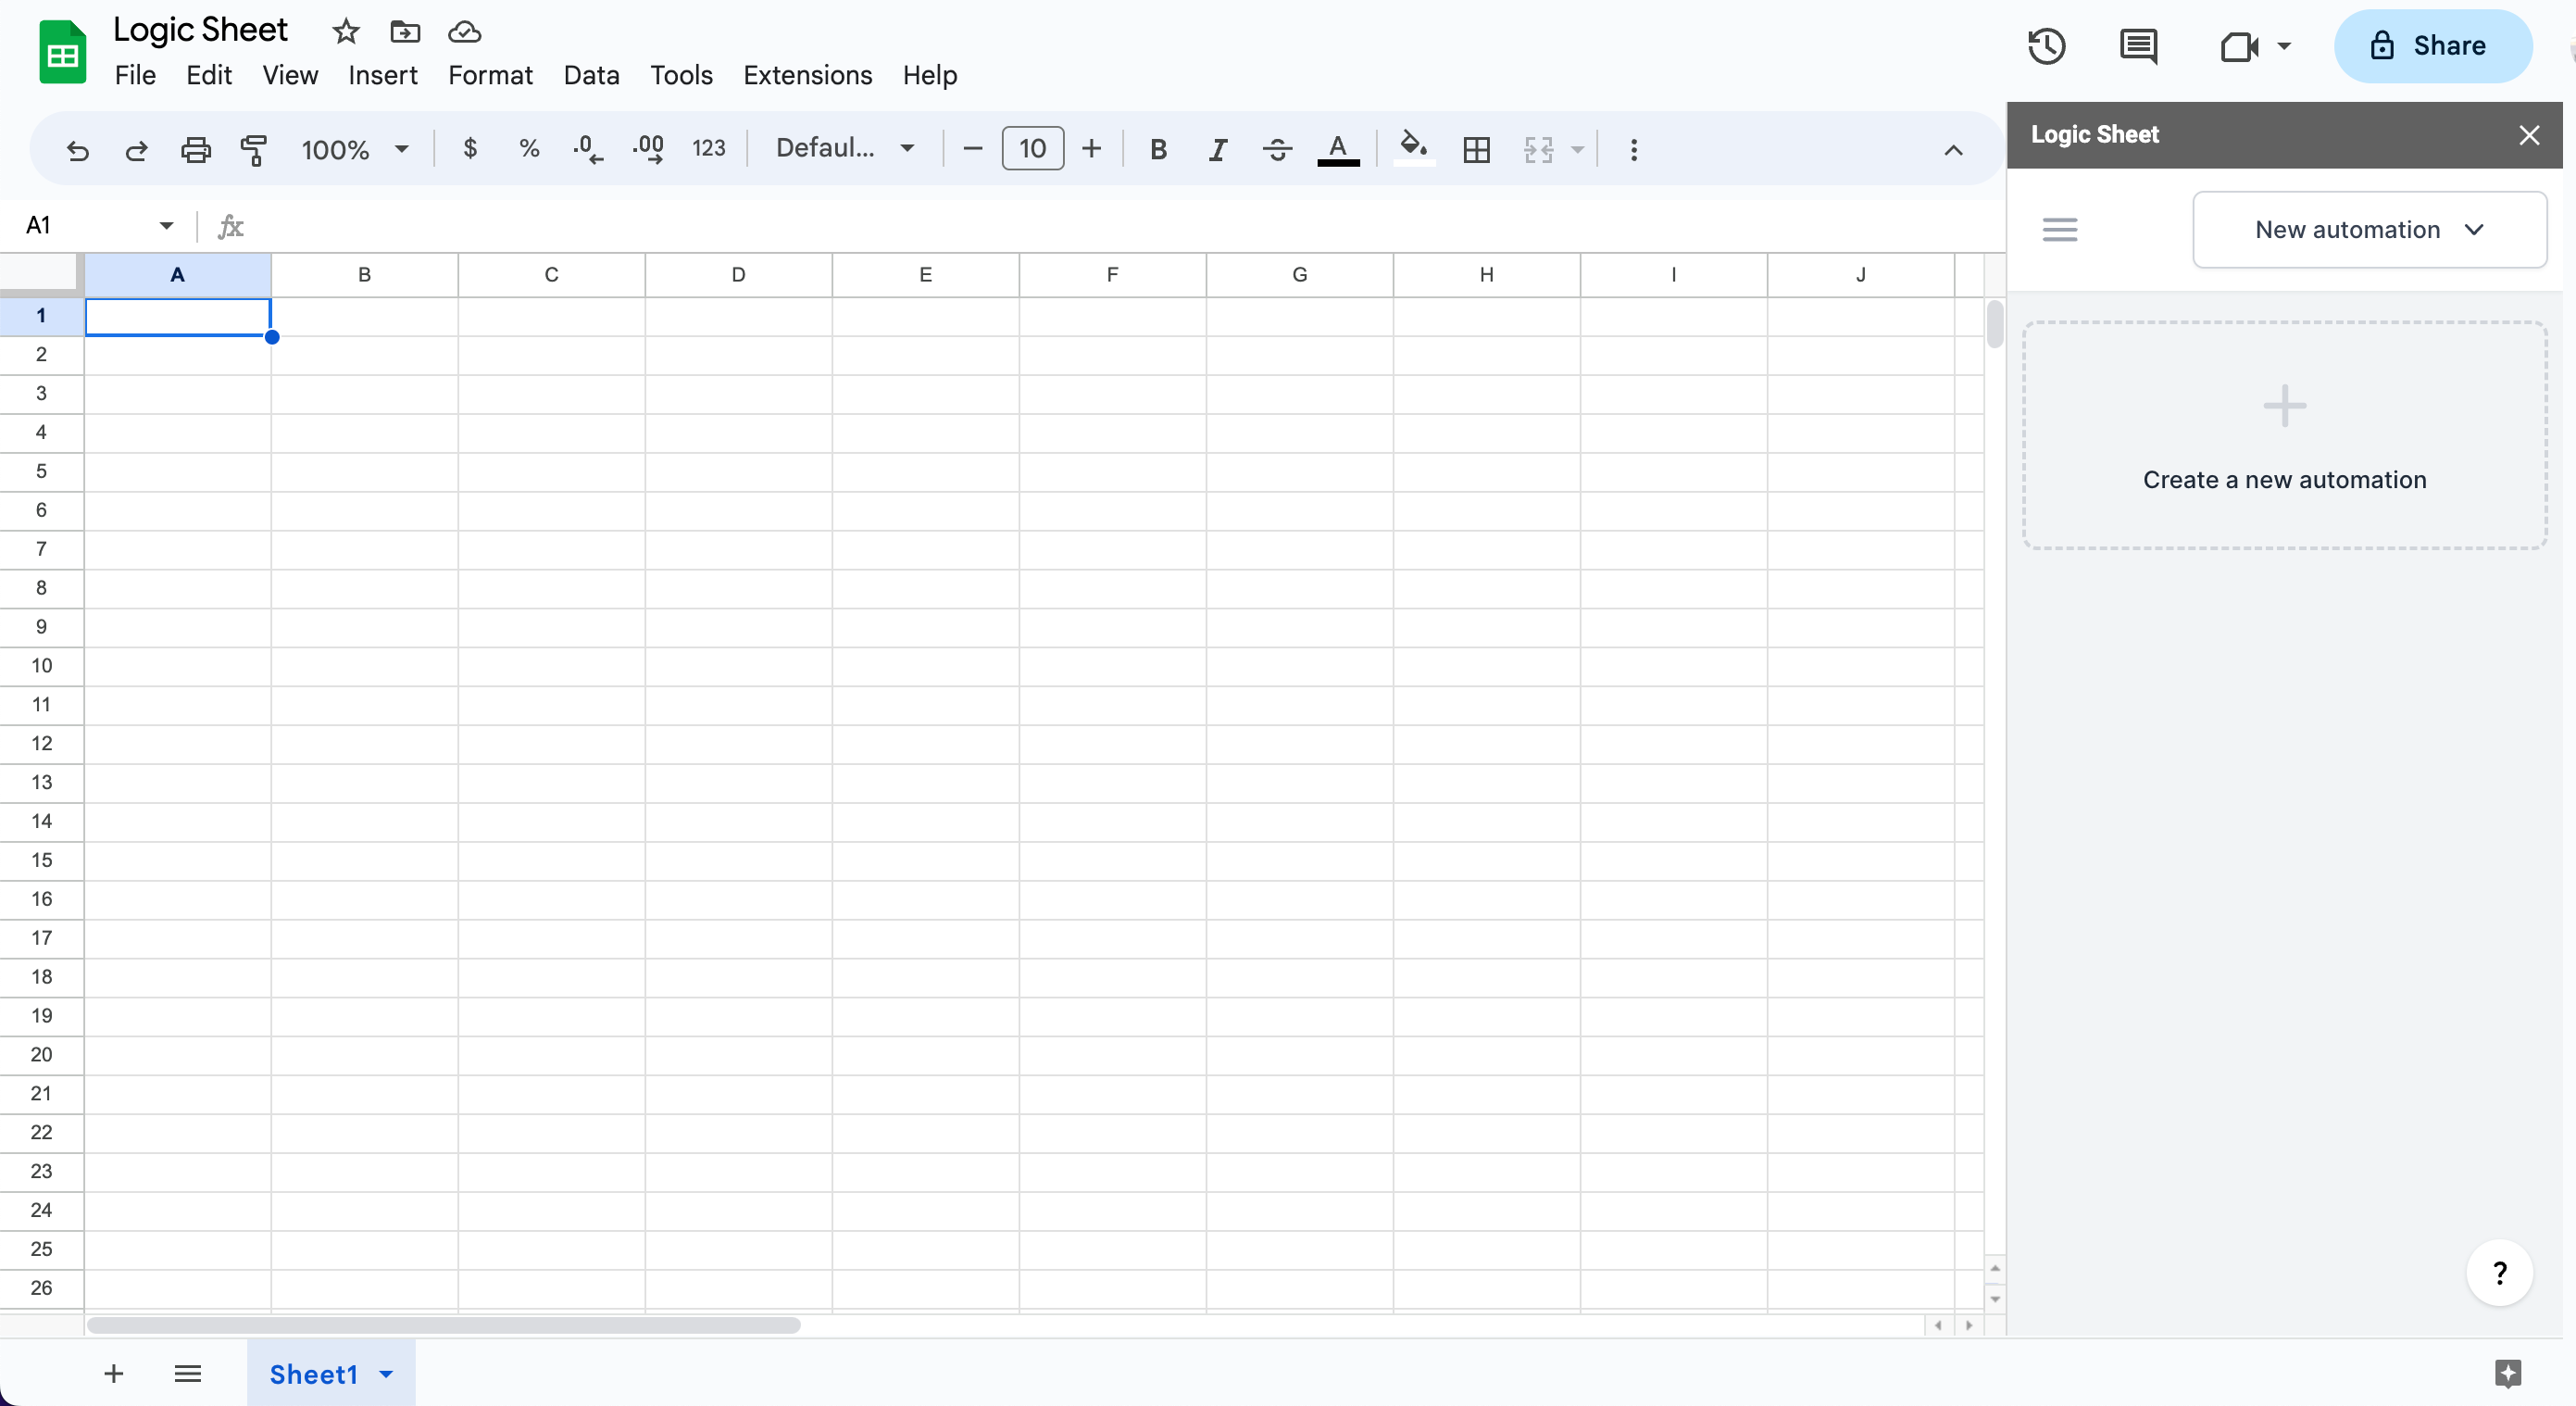 Logic Sheet
File Edit View Insert Format Data Tools Extensions Help
Share
100% $ % .0 .00 123 Defaul... 10 B I S A
Logic Sheet
A1 fx
New automation
A B C D E F G H I J
1
2
3
4
5
6
7
8
9
10
11
12
13
14
15
16
17
18
19
20
21
22
23
24
25
26
Create a new automation
?
Sheet1